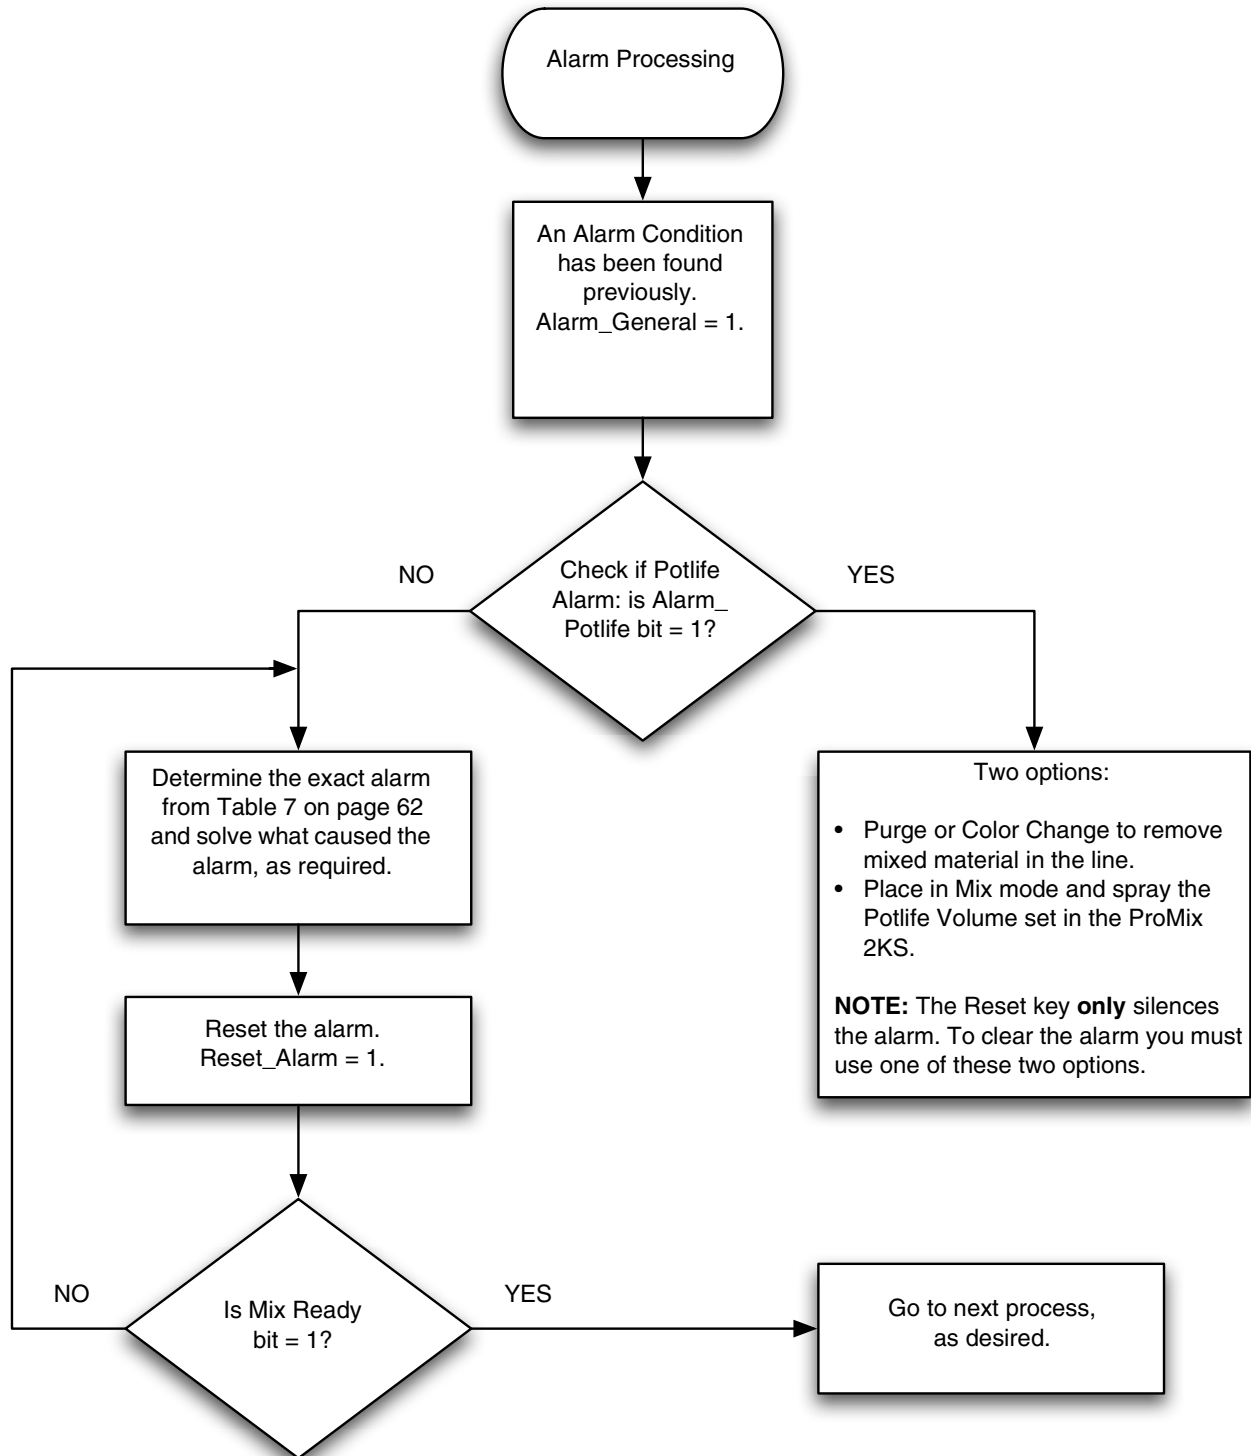 Alarm Processing
An Alarm Condition
has been found
previously.
Alarm_General = 1.
NO
Check if Potlife
Alarm: is Alarm_
Potlife bit = 1?
YES
Determine the exact alarm
from Table 7 on page 62
and solve what caused the
alarm, as required.
Two options:
• Purge or Color Change to remove
mixed material in the line.
• Place in Mix mode and spray the
Potlife Volume set in the ProMix
2KS.
NOTE: The Reset key only silences
the alarm. To clear the alarm you must
use one of these two options.
Reset the alarm.
Reset_Alarm = 1.
NO
Is Mix Ready
bit = 1?
YES
Go to next process,
as desired.